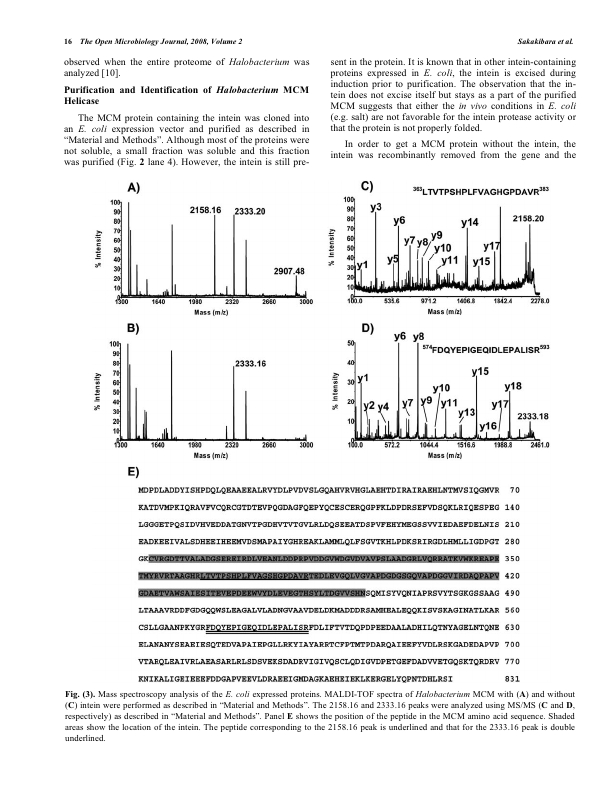 16 The Open Microbiology Journal, 2008, Volume 2
Sakakibara et al.
observed when the entire proteome of Halobacterium was
analyzed [10].
Purification and Identification of Halobacterium MCM
Helicase
The MCM protein containing the intein was cloned into
an E. coli expression vector and purified as described in
“Material and Methods”. Although most of the proteins were
not soluble, a small fraction was soluble and this fraction
was purified (Fig. 2 lane 4). However, the intein is still pre-
sent in the protein. It is known that in other intein-containing
proteins expressed in E. coli, the intein is excised during
induction prior to purification. The observation that the in-
tein does not excise itself but stays as a part of the purified
MCM suggests that either the in vivo conditions in E. coli
(e.g. salt) are not favorable for the intein protease activity or
that the protein is not properly folded.
In order to get a MCM protein without the intein, the
intein was recombinantly removed from the gene and the
A)
% Intensity
100
90
80
70
60
50
40
30
20
10
0
2158.16
2333.20
2907.48
1300 1640 1980 2320 2660 3000
Mass (m/z)
B)
% Intensity
100
90
80
70
60
50
40
30
20
10
0
2333.16
1300 1640 1980 2320 2660 3000
Mass (m/z)
C)
363LTVTPSHPLFVAGHGPDAVR383
% Intensity
100
90
80
70
60
50
40
30
20
10
0
y1
y3
y5
y6
y7
y8
y9
y10
y11
y14
y15
y17
2158.20
100.0 535.6 971.2 1406.8 1842.4 2278.0
Mass (m/z)
D)
574FDQYEPIGEQIDLEPALISR593
% Intensity
50
40
30
20
10
0
y1
y2
y4
y6
y7
y8
y9
y10
y11
y13
y15
y16
y17
y18
2333.18
100.0 572.2 1044.4 1516.6 1988.8 2461.0
Mass (m/z)
E)
MDPDLADDYISHPDQLQEAAEEALRVYDLPVDVSLGQAHVRVHGLAEHTDIRAIRAEHLNTMVSIQGMVR 70
KATDVMPKIQRAVFVCQRCGTDTEVPQGDAGFQEPYQCESCERQGPFKLDPDRSEFVDSQKLRIQESPEG 140
LGGGETPQSIDVHVEDDATGNVTPGDHVTVTGVLRLDQSEEATDSPVFEHYMEGSSVVIEDAEFDELNIS 210
EADKEEIVALSDHEEIHEEMVDSMAPAIYGHREAKLAMMLQLFSGVTKHLPDKSRIRGDLHMLLIGDPGT 280
GKCVRGDTTVALADGSEREIRDLVEANLDDPRPVDDGVWDGVDVAVPSLAADGRLVQRRATKVWKREAPE 350
TMYRVRTAAGHRLTVTPSHPLFVAGSHGPDAVRTEDLEVGQLVGVAPDGDGSGQVAPDGGVIRDAQPAPV 420
GDAETVAWSAIESITEVEPDEEWVYDLEVEGTHSYLTDGVVSHNSQMISYVQNIAPRSVYTSGKGSSAAG 490
LTAAAVRDDFGDGQQWSLEAGALVLADNGVAAVDELDKMADDDRSAMHEALEQQKISVSKAGINATLKAR 560
CSLLGAANPKYGRFDQYEPIGEQIDLEPALISRFDLIFTVTDQPDPEEDAALADHILQTNYAGELNTQNE 630
ELANANYSEAEIESQTEDVAPAIEPGLLRKYIAYARRTCFPTMTPDARQAIEEFYVDLRSKGADEDAPVP 700
VTARQLEAIVRLAEASARLRLSDSVEKSDADRVIGIVQSCLQDIGVDPETGEFDADVVETGQSKTQRDRV 770
KNIKALIGEIEEEFDDGAPVEEVLDRAEEIGMDAGKAEHEIEKLKERGELYQPNTDHLRSI 831
Fig. (3). Mass spectroscopy analysis of the E. coli expressed proteins. MALDI-TOF spectra of Halobacterium MCM with (A) and without
(C) intein were performed as described in “Material and Methods”. The 2158.16 and 2333.16 peaks were analyzed using MS/MS (C and D,
respectively) as described in “Material and Methods”. Panel E shows the position of the peptide in the MCM amino acid sequence. Shaded
areas show the location of the intein. The peptide corresponding to the 2158.16 peak is underlined and that for the 2333.16 peak is double
underlined.